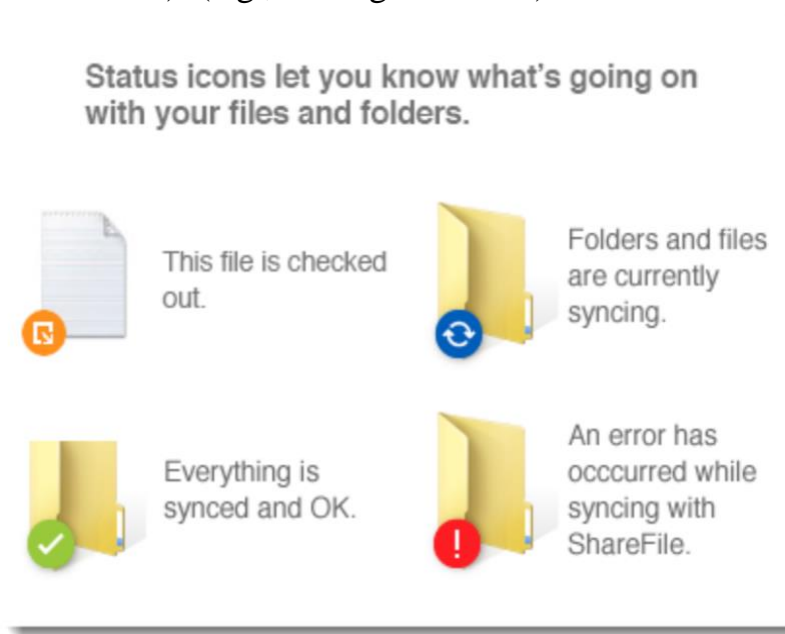 Status icons let you know what's going on
with your files and folders.
This file is checked
out.
Folders and files
are currently
syncing.
Everything is
synced and OK.
An error has
occcurred while
syncing with
ShareFile.